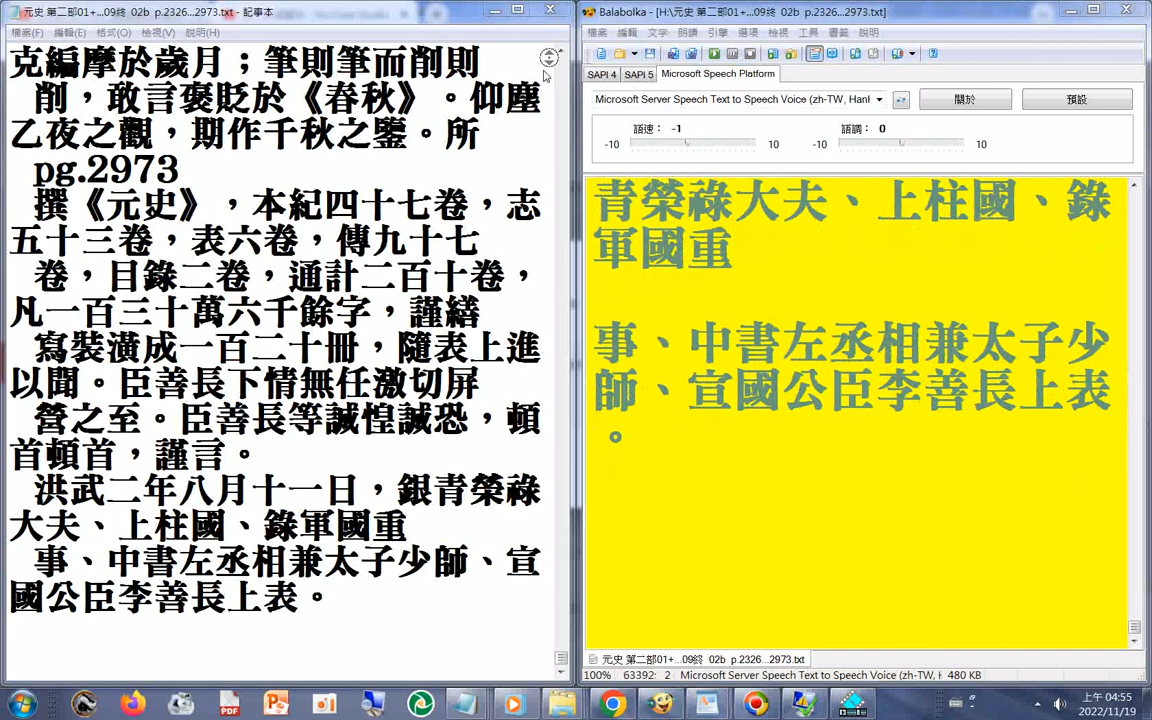 元史 第二部01+...09终  02b  p.2326...2973.txt - 記事本
檔案(F) 編輯(E) 格式(O) 檢視(V) 說明(H)
克編摩於歲月；筆則筆而削則
削，敢言褒貶於《春秋》。仰塵
乙夜之觀，期作千秋之鑒。所
pg.2973
撰《元史》，本紀四十七卷，志
五十三卷，表六卷，傳九十七
卷，目錄二卷，通計二百十卷，
凡一百三十萬六千餘字，謹繕
寫裝潢成一百二十冊，隨表上進
以聞。臣善長下情無任激切屏
營之至。臣善長等誠惶誠恐，頓
首頓首，謹言。
洪武二年八月十一日，銀青榮祿
大夫、上柱國、錄軍國重
事、中書左丞相兼太子少師、宣
國公臣李善長上表。
Balabolka - [H:\元史 第二部01+...09终  02b  p.2326...2973.txt]
檔案 編輯 文字 朗讀 引擎 選項 檢視 工具 書籤 說明
SAPI 4 SAPI 5 Microsoft Speech Platform
Microsoft Server Speech Text to Speech Voice (zh-TW, Hanl
關於 預設
語速： -1 語調： 0
-10 10 -10 10
青榮祿大夫、上柱國、錄
軍國重
事、中書左丞相兼太子少
師、宣國公臣李善長上表
。
元史 第二部01+...09终  02b  p.2326...2973.txt
100% 63392: 2 Microsoft Server Speech Text to Speech Voice (zh-TW, H 480 KB
上午 04:55
2022/11/19